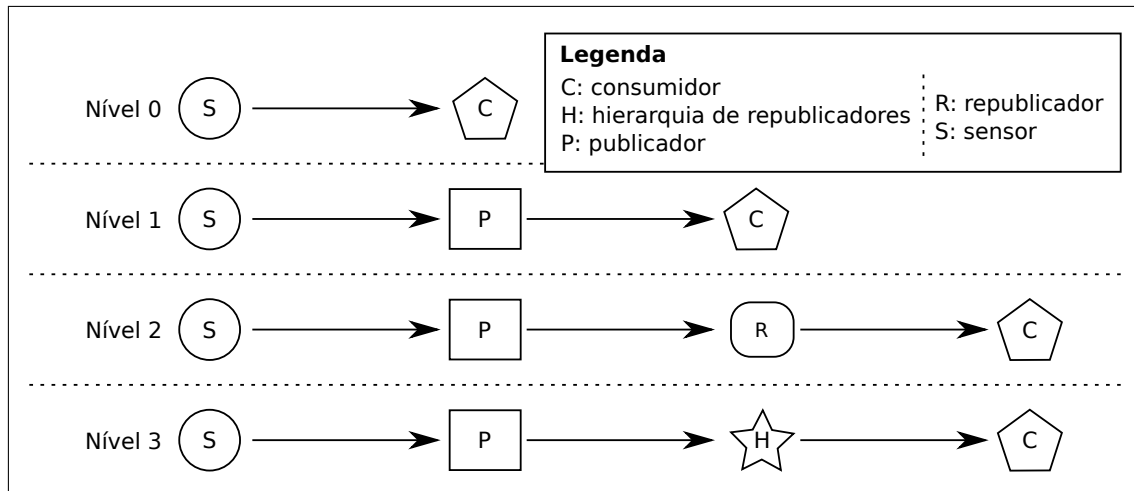 Legenda
C: consumidor
H: hierarquia de republicadores
P: publicador
R: republicador
S: sensor
Nível 0 S C
Nível 1 S P C
Nível 2 S P R C
Nível 3 S P H C